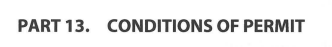 PART 13. CONDITIONS OF PERMIT